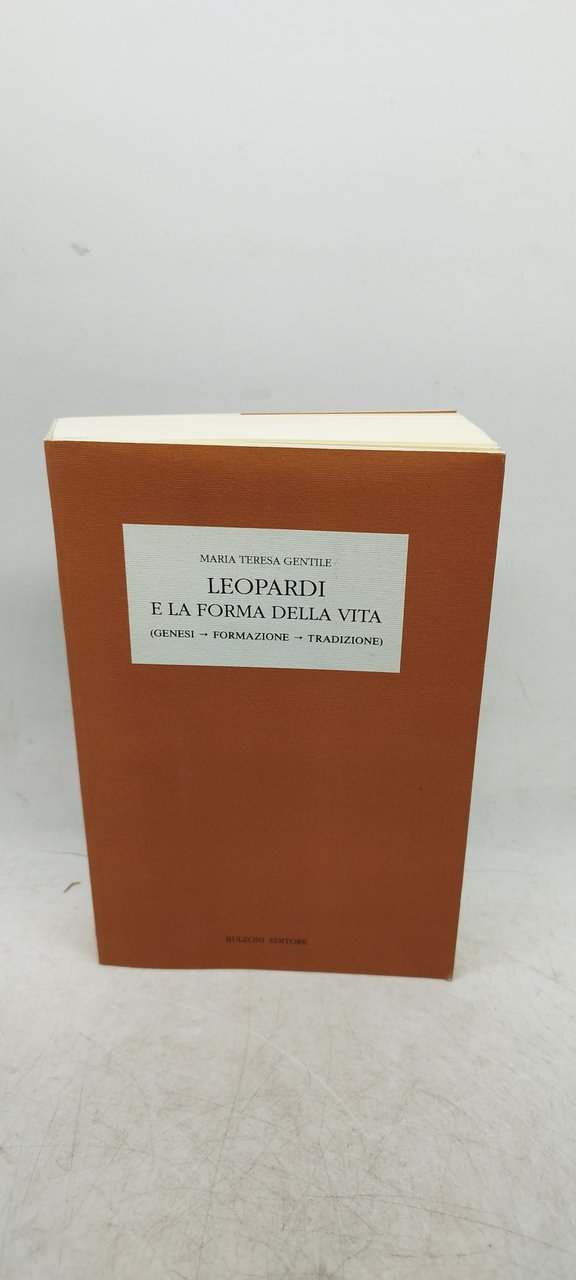 MARIA TERESA GENTILE
LEOPARDI
E LA FORMA DELLA VITA
(GENESI → FORMAZIONE → TRADIZIONE)
BULZONI EDITORE